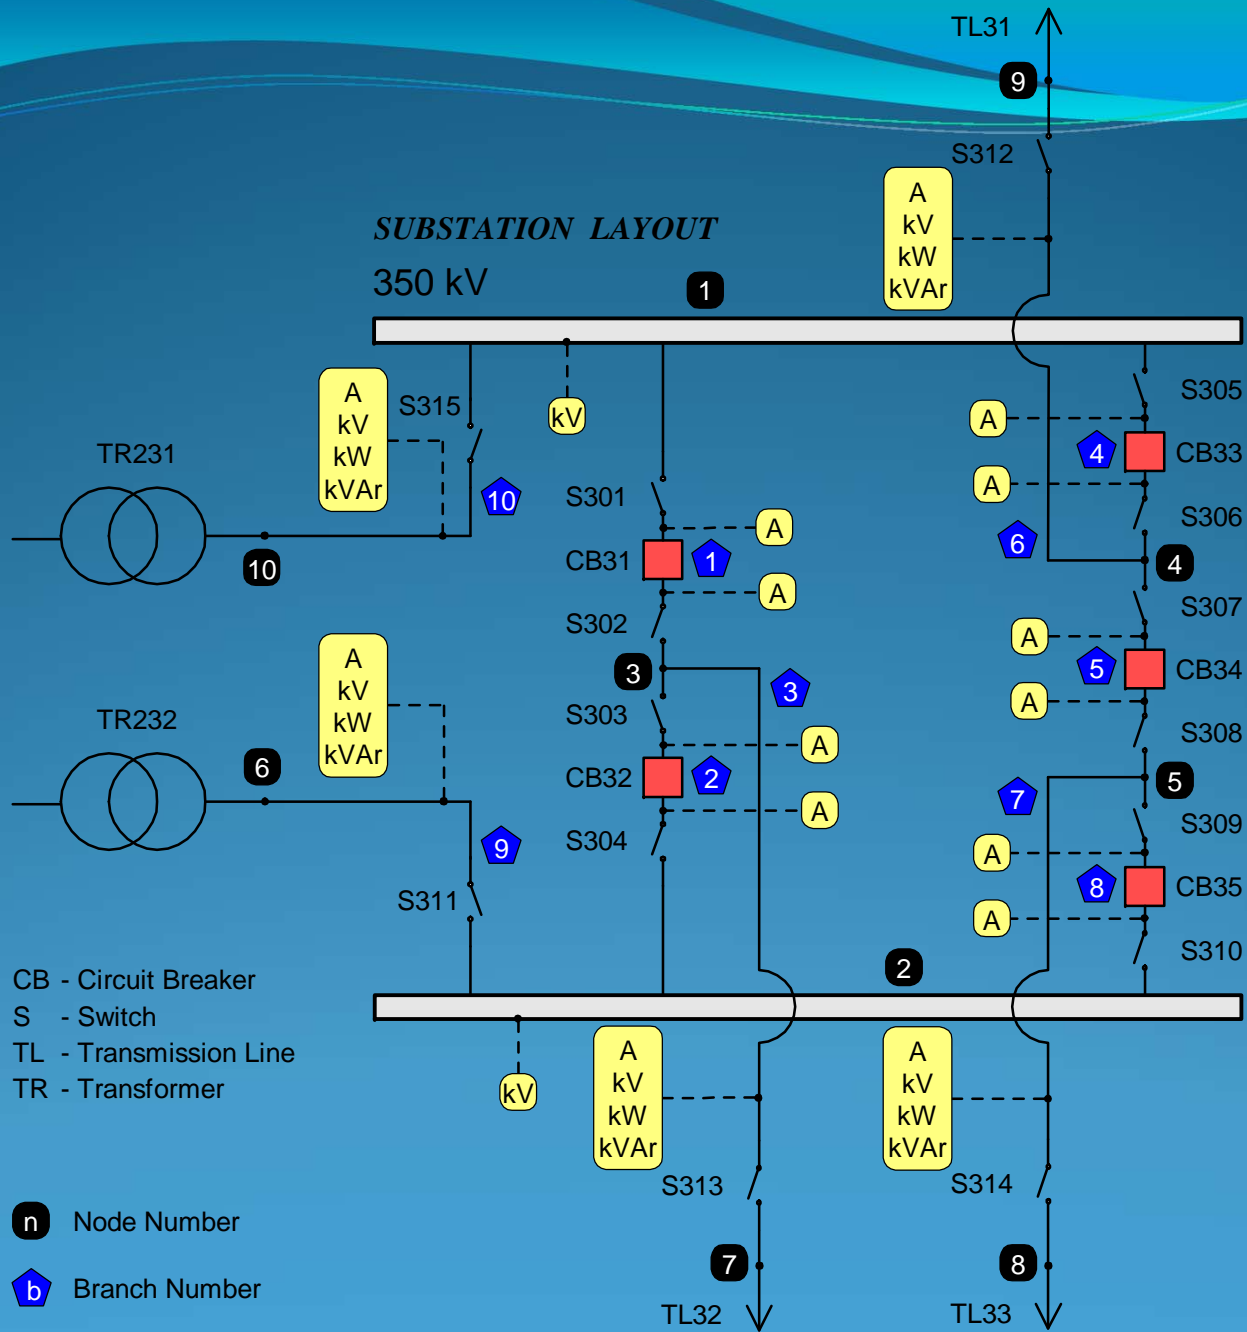 TL31
9
S312
A
kV
kW
kVAr
SUBSTATION LAYOUT
350 kV
1
A
kV
kW
kVAr
S315
kV
S305
A
4
CB33
TR231
10
S301
A
S306
A
6
CB31
1
10
4
S302
A
S307
A
kV
kW
kVAr
3
3
A
5
CB34
TR232
S303
A
S308
6
CB32
2
7
5
A
S309
9
S304
A
8
CB35
S311
A
S310
2
CB - Circuit Breaker
S - Switch
TL - Transmission Line
TR - Transformer
kV
A
kV
kW
kVAr
A
kV
kW
kVAr
S313
S314
n Node Number
7
8
b Branch Number
TL32
TL33